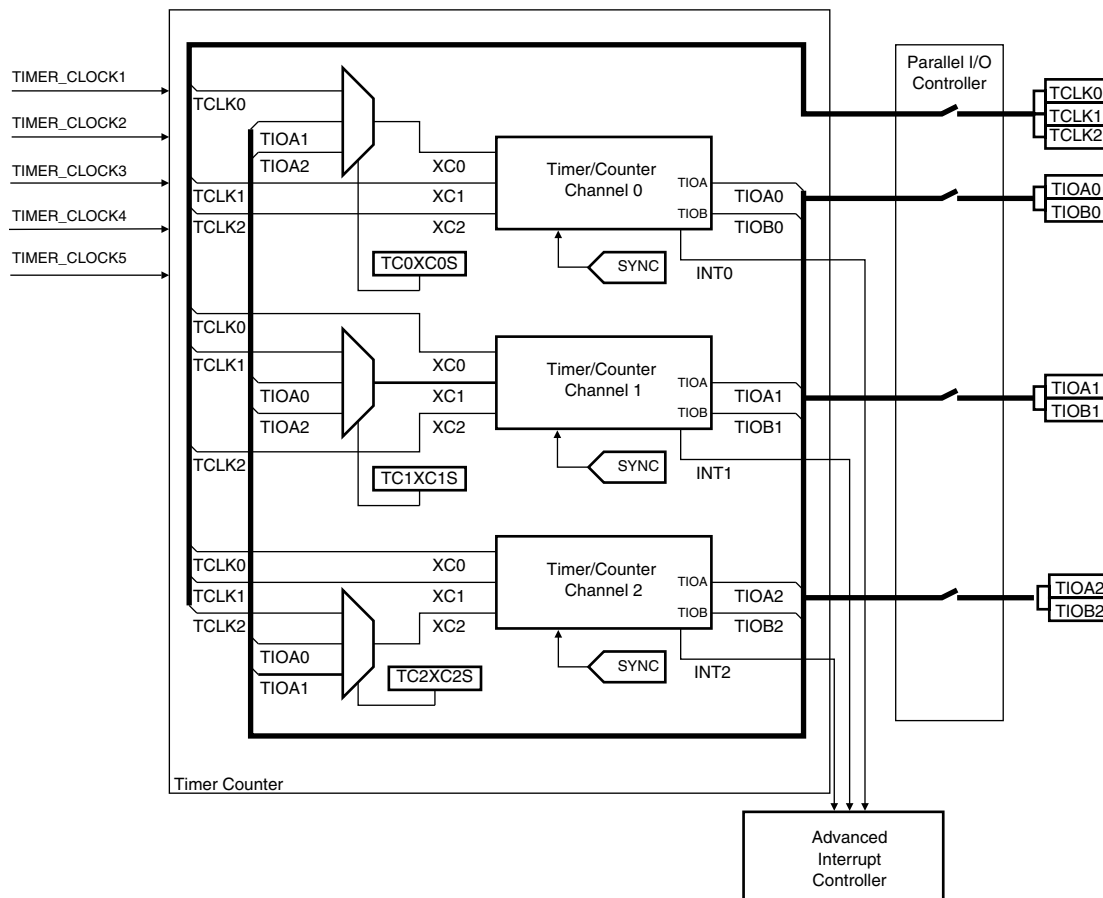 TIMER_CLOCK1
TIMER_CLOCK2
TIMER_CLOCK3
TIMER_CLOCK4
TIMER_CLOCK5
TCLK0
TIOA1
TIOA2
TCLK1
TCLK2
XC0
XC1
XC2
TC0XC0S
Timer/Counter
Channel 0
TIOA
TIOB
TIOA0
TIOB0
SYNC
INT0
TCLK0
TCLK1
TIOA0
TIOA2
TCLK2
XC0
XC1
XC2
TC1XC1S
Timer/Counter
Channel 1
TIOA
TIOB
TIOA1
TIOB1
SYNC
INT1
TCLK0
TCLK1
TCLK2
TIOA0
TIOA1
XC0
XC1
XC2
TC2XC2S
Timer/Counter
Channel 2
TIOA
TIOB
TIOA2
TIOB2
SYNC
INT2
Timer Counter
Parallel I/O
Controller
TCLK0
TCLK1
TCLK2
TIOA0
TIOB0
TIOA1
TIOB1
TIOA2
TIOB2
Advanced
Interrupt
Controller